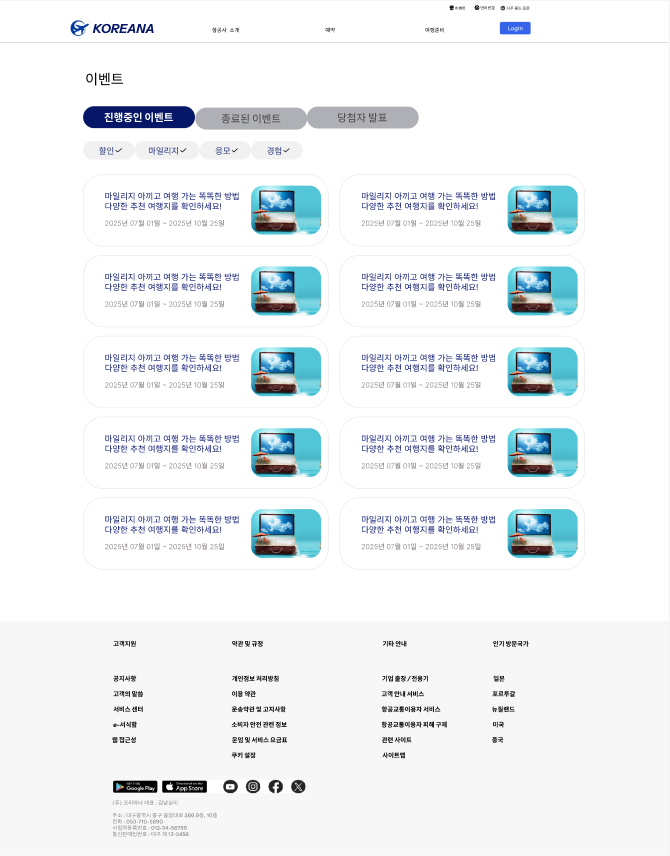 이벤트
언어변경
자주 묻는 질문
KOREANA
항공사 소개
예약
여행준비
Login
이벤트
진행중인 이벤트
종료된 이벤트
당첨자 발표
할인
마일리지
응모
경험
마일리지 아끼고 여행 가는 똑똑한 방법
다양한 추천 여행지를 확인하세요!
2025년 07월 01일 ~ 2025년 10월 25일
마일리지 아끼고 여행 가는 똑똑한 방법
다양한 추천 여행지를 확인하세요!
2025년 07월 01일 ~ 2025년 10월 25일
마일리지 아끼고 여행 가는 똑똑한 방법
다양한 추천 여행지를 확인하세요!
2025년 07월 01일 ~ 2025년 10월 25일
마일리지 아끼고 여행 가는 똑똑한 방법
다양한 추천 여행지를 확인하세요!
2025년 07월 01일 ~ 2025년 10월 25일
마일리지 아끼고 여행 가는 똑똑한 방법
다양한 추천 여행지를 확인하세요!
2025년 07월 01일 ~ 2025년 10월 25일
마일리지 아끼고 여행 가는 똑똑한 방법
다양한 추천 여행지를 확인하세요!
2025년 07월 01일 ~ 2025년 10월 25일
마일리지 아끼고 여행 가는 똑똑한 방법
다양한 추천 여행지를 확인하세요!
2025년 07월 01일 ~ 2025년 10월 25일
마일리지 아끼고 여행 가는 똑똑한 방법
다양한 추천 여행지를 확인하세요!
2025년 07월 01일 ~ 2025년 10월 25일
마일리지 아끼고 여행 가는 똑똑한 방법
다양한 추천 여행지를 확인하세요!
2025년 07월 01일 ~ 2025년 10월 25일
마일리지 아끼고 여행 가는 똑똑한 방법
다양한 추천 여행지를 확인하세요!
2025년 07월 01일 ~ 2025년 10월 25일
고객지원
공지사항
고객의 말씀
서비스 센터
e-서식함
웹 접근성
약관 및 규정
개인정보 처리방침
이용 약관
운송약관 및 고지사항
소비자 안전 관련 정보
운임 및 서비스 요금표
쿠키 설정
기타 안내
기업 출장 / 전용기
고객 안내 서비스
항공교통이용자 서비스
항공교통이용자 피해 구제
관련 사이트
사이트맵
인기 방문국가
일본
포르투갈
뉴질랜드
미국
중국
GET IT ON
Google Play
Download on the
App Store
(주) 코리아나 대표 : 김남심이
주소 : 대구광역시 중구 중앙대로 366 9층, 10층
전화 : 053-710-5890
사업자등록번호 : 012-34-56789
통신판매업번호 : 대구 제 12-3456